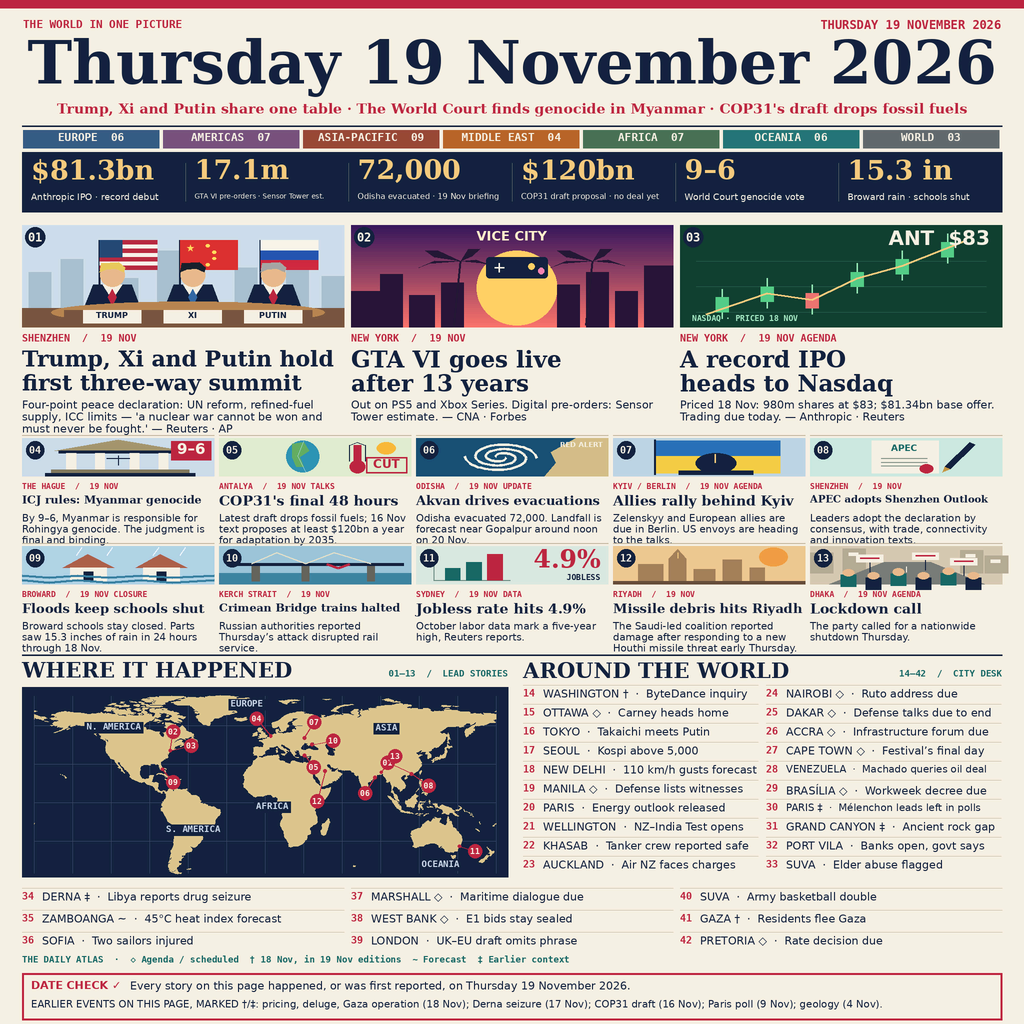 THE WORLD IN ONE PICTURE
THURSDAY 19 NOVEMBER 2026
Thursday 19 November 2026
Trump, Xi and Putin share one table · The World Court finds genocide in Myanmar · COP31's draft drops fossil fuels
EUROPE 06
AMERICAS 07
ASIA-PACIFIC 09
MIDDLE EAST 04
AFRICA 07
OCEANIA 06
WORLD 03
$81.3bn
Anthropic IPO · record debut
17.1m
GTA VI pre-orders · Sensor Tower est.
72,000
Odisha evacuated · 19 Nov briefing
$120bn
COP31 draft proposal · no deal yet
9–6
World Court genocide vote
15.3 in
Broward rain · schools shut
01
TRUMP
XI
PUTIN
SHENZHEN / 19 NOV
Trump, Xi and Putin hold
first three-way summit
Four-point peace declaration: UN reform, refined-fuel
supply, ICC limits — 'a nuclear war cannot be won and
must never be fought.' — Reuters · AP
02
VICE CITY
NEW YORK / 19 NOV
GTA VI goes live
after 13 years
Out on PS5 and Xbox Series. Digital pre-orders: Sensor
Tower estimate. — CNA · Forbes
03
ANT $83
NASDAQ · PRICED 18 NOV
NEW YORK / 19 NOV AGENDA
A record IPO
heads to Nasdaq
Priced 18 Nov: 980m shares at $83; $81.34bn base offer.
Trading due today. — Anthropic · Reuters
04
9–6
THE HAGUE / 19 NOV
ICJ rules: Myanmar genocide
By 9–6, Myanmar is responsible for
Rohingya genocide. The judgment is
final and binding.
05
CUT
ANTALYA / 19 NOV TALKS
COP31's final 48 hours
Latest draft drops fossil fuels; 16 Nov
text proposes at least $120bn a year
for adaptation by 2035.
06
RED ALERT
ODISHA / 19 NOV UPDATE
Akvan drives evacuations
Odisha evacuated 72,000. Landfall is
forecast near Gopalpur around noon
on 20 Nov.
07
KYIV / BERLIN / 19 NOV AGENDA
Allies rally behind Kyiv
Zelenskyy and European allies are
due in Berlin. US envoys are heading
to the talks.
08
APEC
SHENZHEN / 19 NOV
APEC adopts Shenzhen Outlook
Leaders adopt the declaration by
consensus, with trade, connectivity
and innovation texts.
09
BROWARD / 19 NOV CLOSURE
Floods keep schools shut
Broward schools stay closed. Parts
saw 15.3 inches of rain in 24 hours
through 18 Nov.
10
KERCH STRAIT / 19 NOV
Crimean Bridge trains halted
Russian authorities reported
Thursday’s attack disrupted rail
service.
11
4.9%
JOBLESS
SYDNEY / 19 NOV DATA
Jobless rate hits 4.9%
October labor data mark a five-year
high, Reuters reports.
12
RIYADH / 19 NOV
Missile debris hits Riyadh
The Saudi-led coalition reported
damage after responding to a new
Houthi missile threat early Thursday.
13
DHAKA / 19 NOV AGENDA
Lockdown call
The party called for a nationwide
shutdown Thursday.
WHERE IT HAPPENED
01–13 / LEAD STORIES
N. AMERICA
EUROPE
ASIA
AFRICA
S. AMERICA
OCEANIA
02
03
04
07
10
13
01
05
06
08
09
12
11
AROUND THE WORLD
14–42 / CITY DESK
14 WASHINGTON † · ByteDance inquiry
15 OTTAWA ◇ · Carney heads home
16 TOKYO · Takaichi meets Putin
17 SEOUL · Kospi above 5,000
18 NEW DELHI · 110 km/h gusts forecast
19 MANILA ◇ · Defense lists witnesses
20 PARIS · Energy outlook released
21 WELLINGTON · NZ–India Test opens
22 KHASAB · Tanker crew reported safe
23 AUCKLAND · Air NZ faces charges
24 NAIROBI ◇ · Ruto address due
25 DAKAR ◇ · Defense talks due to end
26 ACCRA ◇ · Infrastructure forum due
27 CAPE TOWN ◇ · Festival’s final day
28 VENEZUELA · Machado queries oil deal
29 BRASÍLIA ◇ · Workweek decree due
30 PARIS ‡ · Mélenchon leads left in polls
31 GRAND CANYON ‡ · Ancient rock gap
32 PORT VILA · Banks open, govt says
33 SUVA · Elder abuse flagged
34 DERNA ‡ · Libya reports drug seizure
35 ZAMBOANGA ~ · 45°C heat index forecast
36 SOFIA · Two sailors injured
37 MARSHALL ◇ · Maritime dialogue due
38 WEST BANK ◇ · E1 bids stay sealed
39 LONDON · UK–EU draft omits phrase
40 SUVA · Army basketball double
41 GAZA † · Residents flee Gaza
42 PRETORIA ◇ · Rate decision due
THE DAILY ATLAS · ◇ Agenda / scheduled † 18 Nov, in 19 Nov editions ~ Forecast ‡ Earlier context
DATE CHECK ✓ Every story on this page happened, or was first reported, on Thursday 19 November 2026.
EARLIER EVENTS ON THIS PAGE, MARKED †/‡: pricing, deluge, Gaza operation (18 Nov); Derna seizure (17 Nov); COP31 draft (16 Nov); Paris poll (9 Nov); geology (4 Nov).